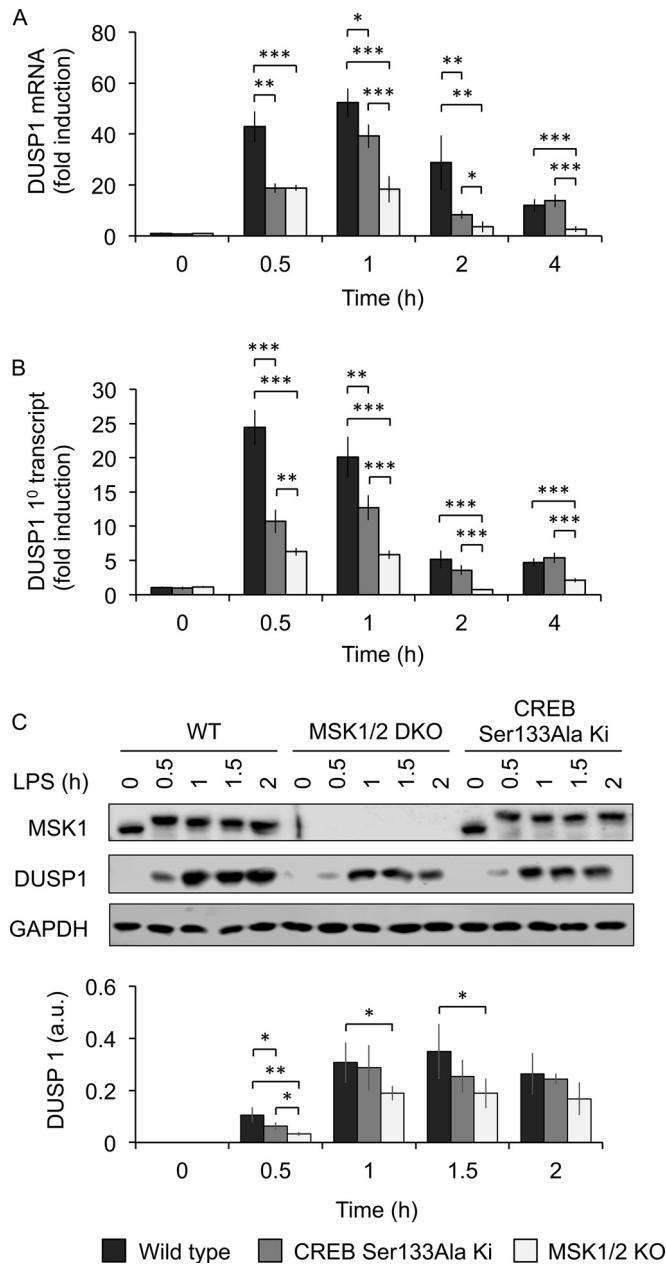 A
DUSP1 mRNA
(fold induction)
80
60
40
20
0
*
***
***
**
***
**
**
*
***
***
0 0.5 1 2 4
Time (h)
B
DUSP1 1⁰ transcript
(fold induction)
30
25
20
15
10
5
0
***
***
**
**
***
***
***
***
***
***
0 0.5 1 2 4
Time (h)
C
WT MSK1/2 DKO CREB
Ser133Ala Ki
LPS (h) 0 0.5 1 1.5 2 0 0.5 1 1.5 2 0 0.5 1 1.5 2
MSK1
DUSP1
GAPDH
DUSP 1 (a.u.)
0.6
0.4
0.2
0
*
**
*
*
*
0 0.5 1 1.5 2
Time (h)
Wild type CREB Ser133Ala Ki MSK1/2 KO